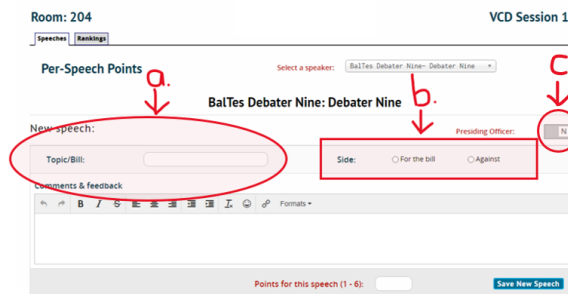 Room: 204 VCD Session 1
Speeches Rankings
Per-Speech Points a. Select a speaker: BalTes Debater Nine- Debater Nine c
BalTes Debater Nine: Debater Nine b.
New speech: Presiding Officer: N
Topic/Bill: Side: For the bill Against
Comments & feedback
B I S Formats
Points for this speech (1 - 6): Save New Speech